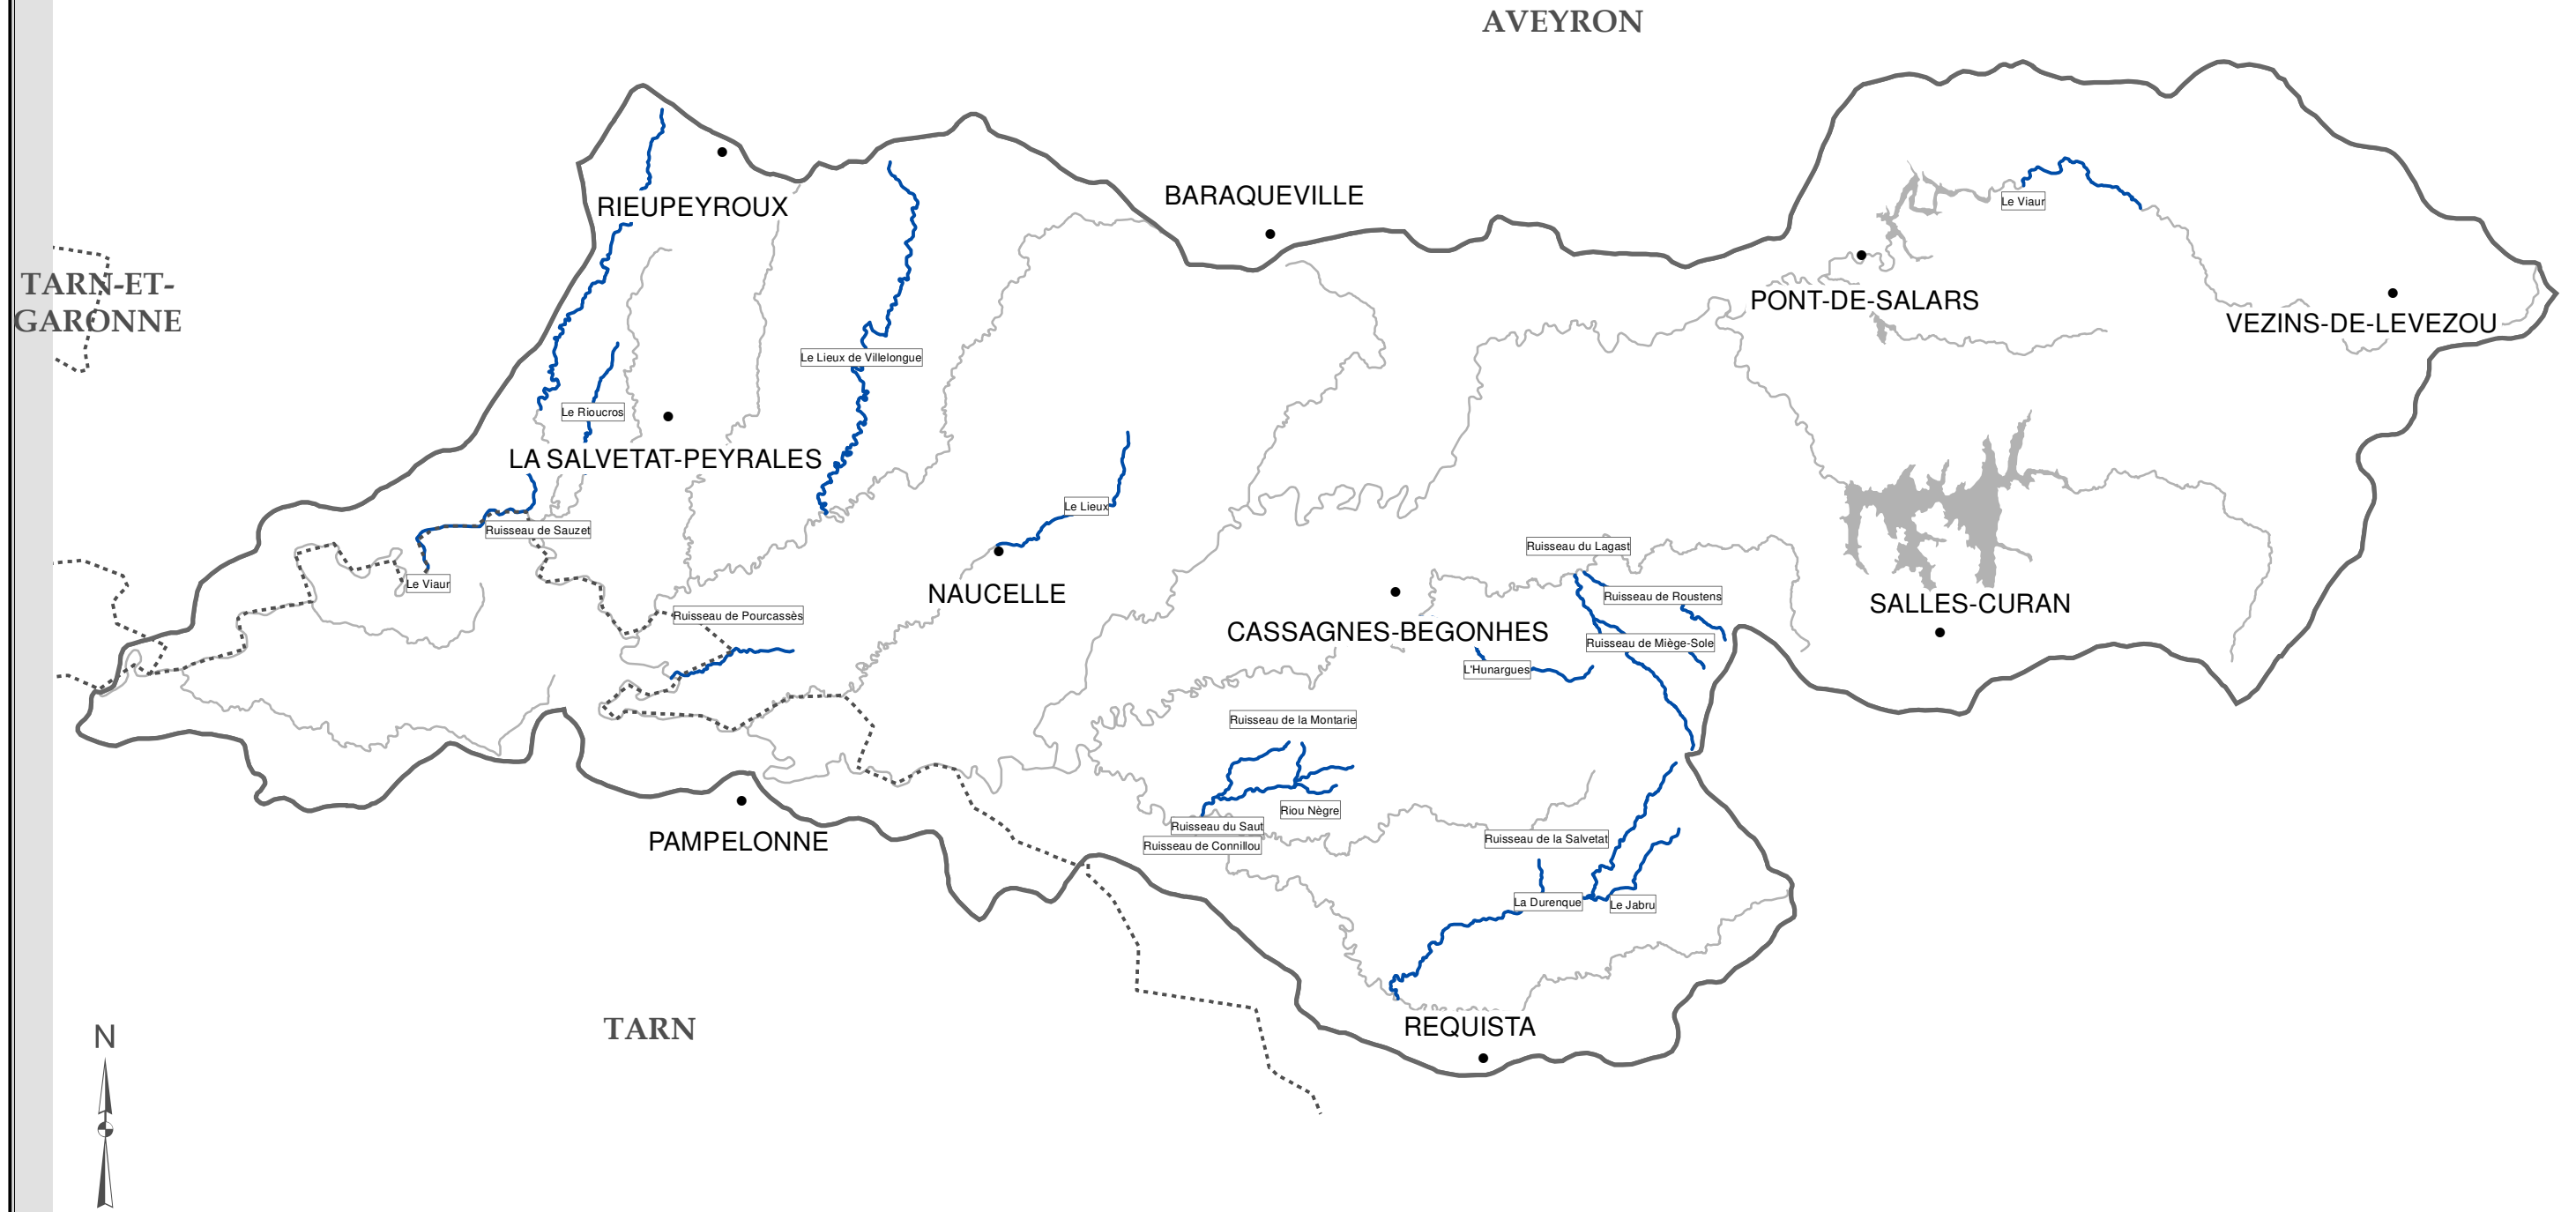 AVEYRON
BARAQUEVILLE
Le Viaur
RIEUPEYROUX
TARN-ET-
GARONNE
PONT-DE-SALARS
VEZINS-DE-LEVEZOU
Le Lieux de Villelongue
Le Rioucros
LA SALVETAT-PEYRALES
Le Lieux
Ruisseau de Sauzet
Ruisseau du Lagast
Le Viaur
NAUCELLE
Ruisseau de Roustens
SALLES-CURAN
Ruisseau de Pourcassès
CASSAGNES-BEGONHES
Ruisseau de Miège-Sole
L'Hunargues
Ruisseau de la Montarie
Riou Nègre
Ruisseau du Saut
PAMPELONNE
Ruisseau de la Salvetat
Ruisseau de Connillou
La Durenque
Le Jabru
TARN
REQUISTA
N